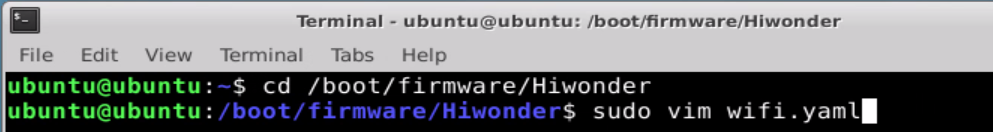 Terminal - ubuntu@ubuntu: /boot/firmware/Hiwonder
File Edit View Terminal Tabs Help
ubuntu@ubuntu:~$ cd /boot/firmware/Hiwonder
ubuntu@ubuntu:/boot/firmware/Hiwonder$ sudo vim wifi.yaml